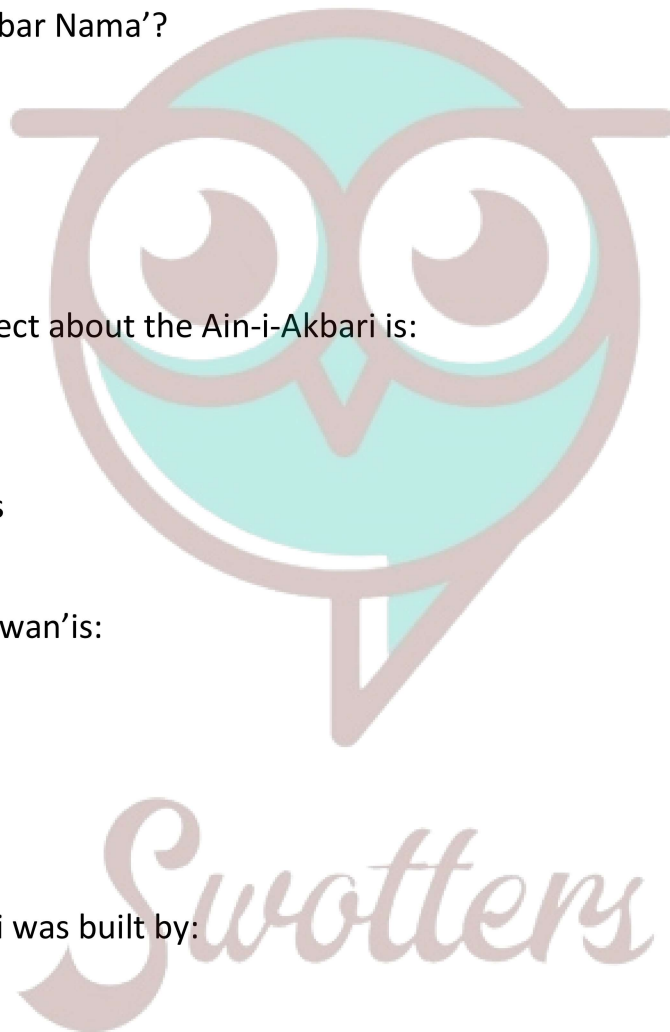 bar Nama’?
ect about the Ain-i-Akbari is:
s
wan’is:
i was built by:
Swotters